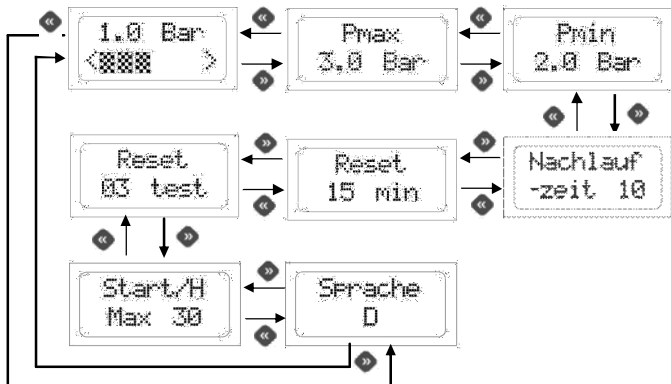 1.0 Bar
Pmax
3.0 Bar
Pmin
2.0 Bar
Reset
03 test
Reset
15 min
Nachlauf
-zeit 10
Start/H
Max 30
Sprache
D